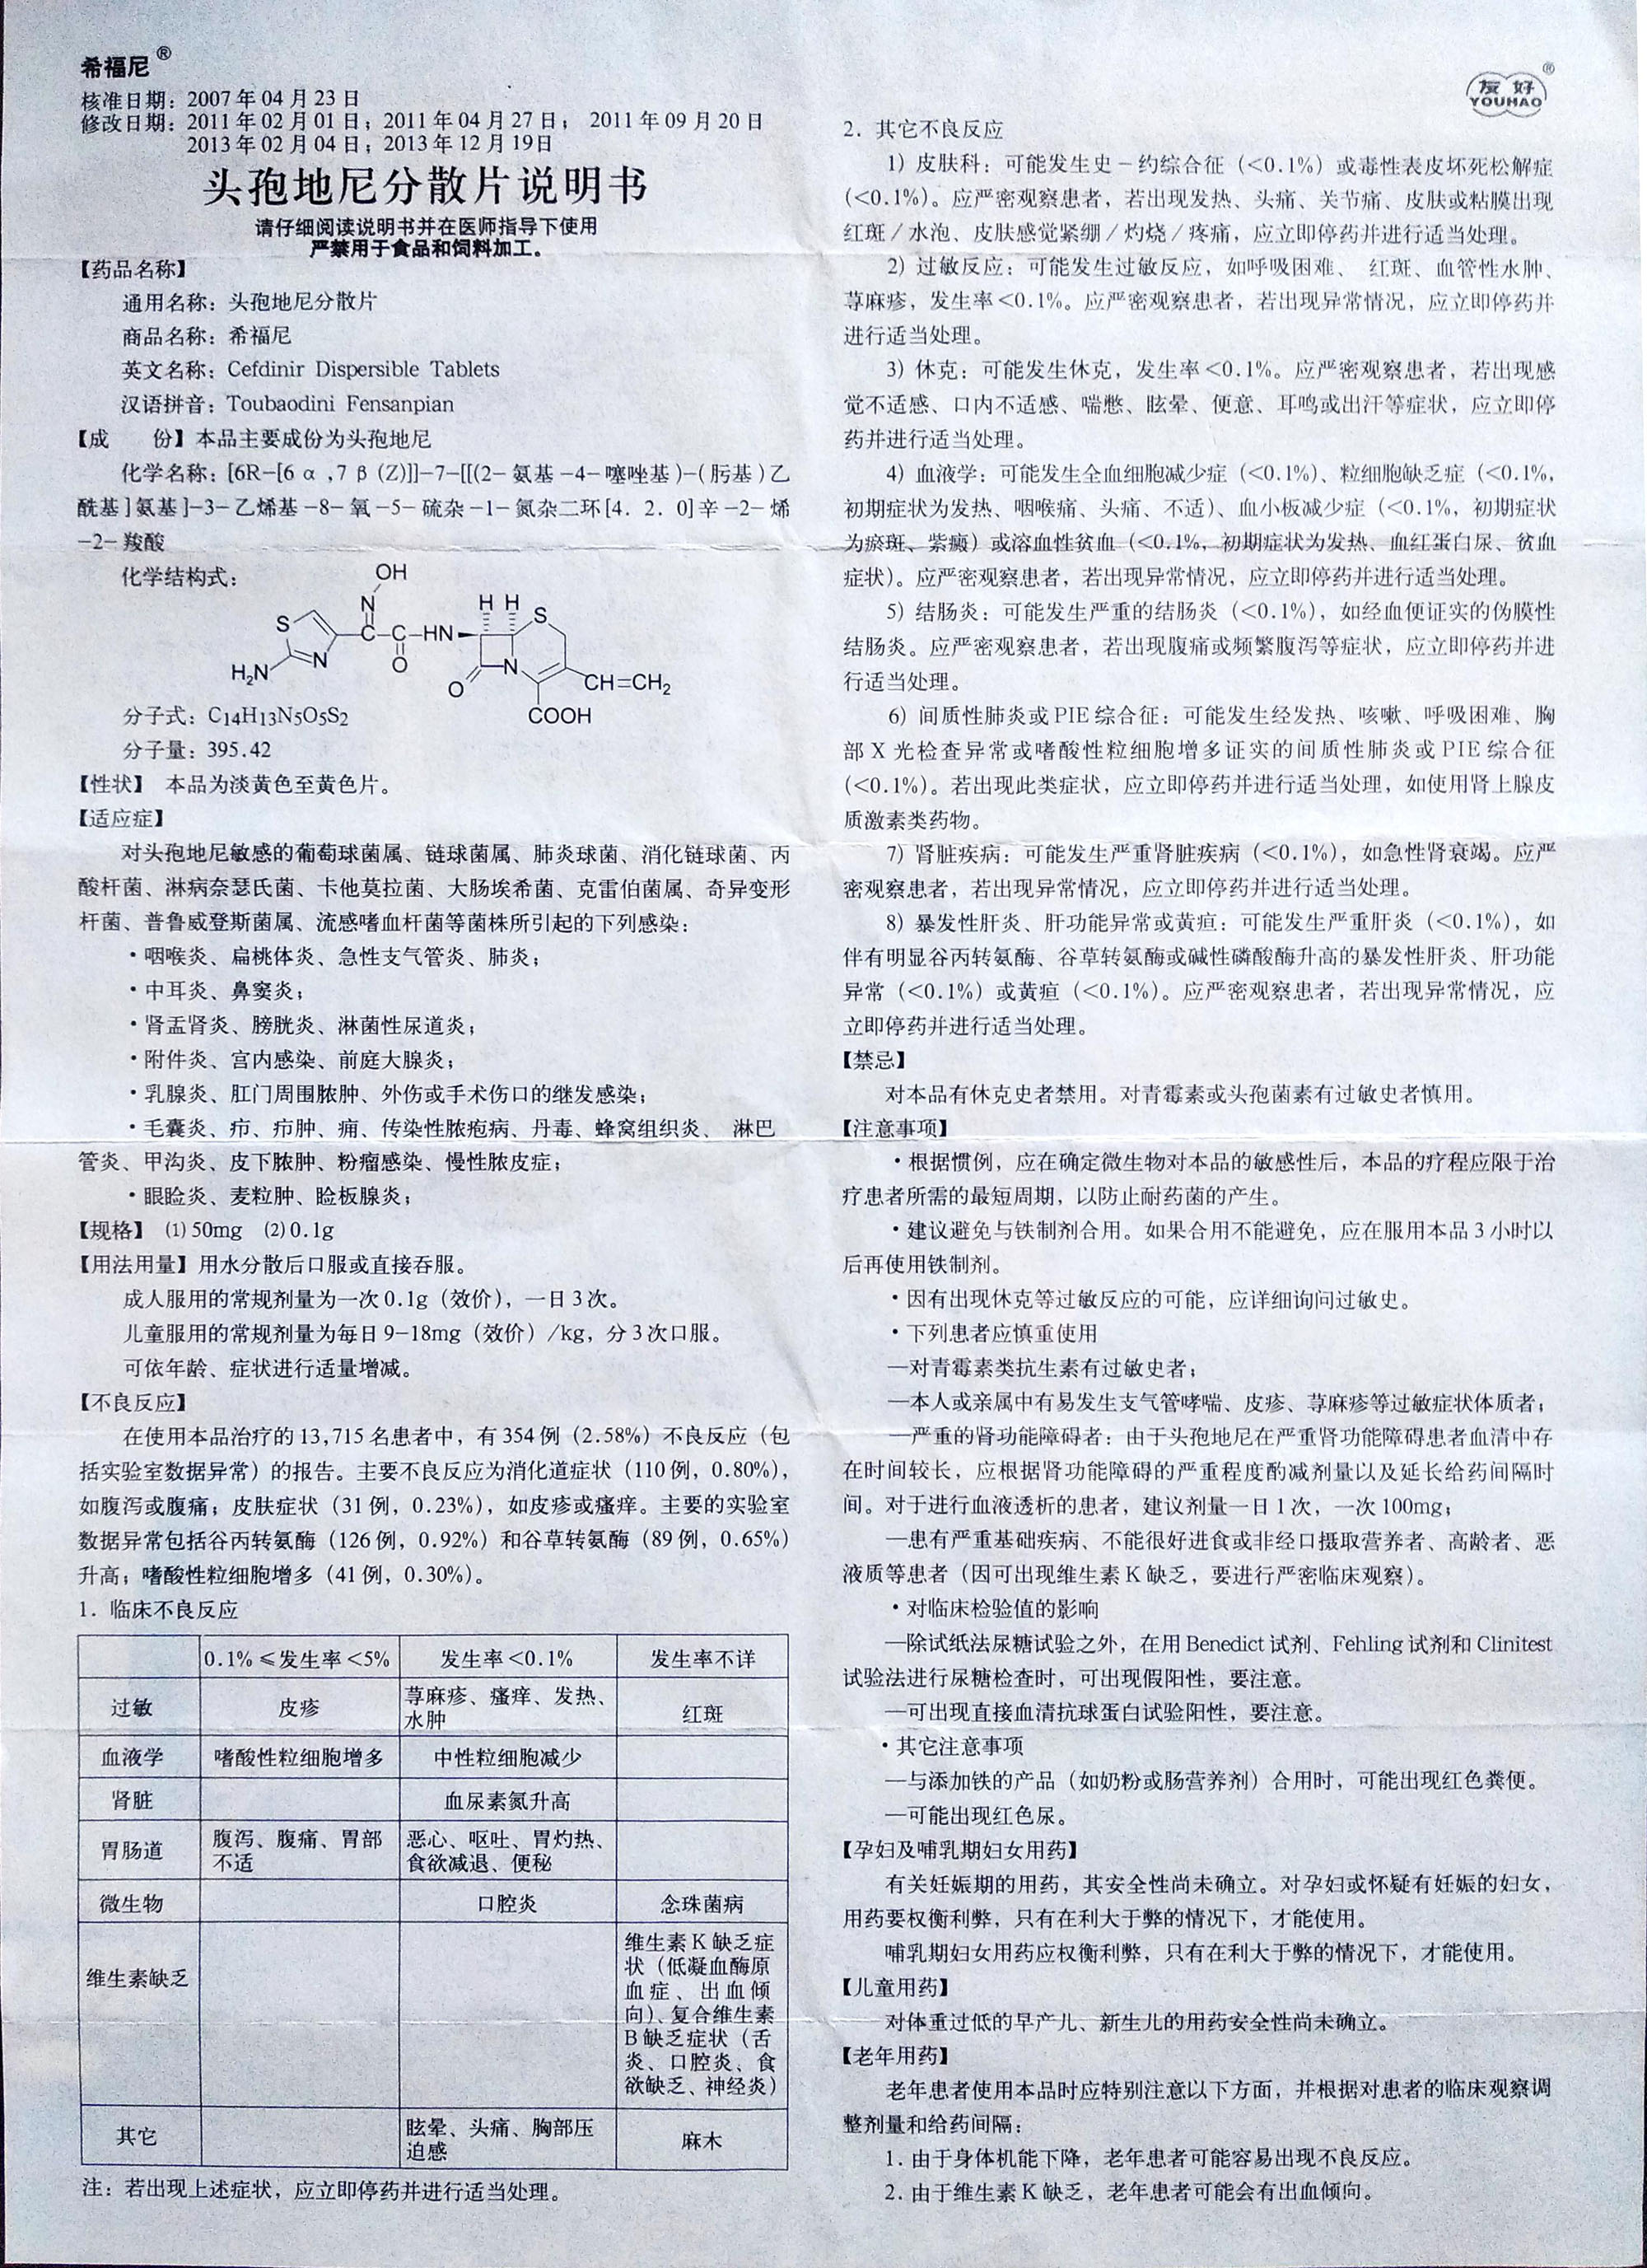 希福尼®
核准日期：2007年04月23日
修改日期：2011年02月01日；2011年04月27日； 2011年09月20日
2013年02月04日；2013年12月19日
头孢地尼分散片说明书
请仔细阅读说明书并在医师指导下使用
严禁用于食品和饲料加工。
【药品名称】
通用名称：头孢地尼分散片
商品名称：希福尼
英文名称：Cefdinir Dispersible Tablets
汉语拼音：Toubaodini Fensanpian
【成　　份】本品主要成份为头孢地尼
化学名称：[6R-[6α,7β(Z)]]-7-[[(2-氨基-4-噻唑基)-(肟基)乙
酰基]氨基]-3-乙烯基-8-氧-5-硫杂-1-氮杂二环[4．2．0]辛-2-烯
-2-羧酸
化学结构式：
OH
N
H H
S
S
C-C-HN
N
O
N
H₂N
O
CH=CH₂
COOH
分子式：C14H13N5O5S2
分子量：395.42
【性状】 本品为淡黄色至黄色片。
【适应症】
对头孢地尼敏感的葡萄球菌属、链球菌属、肺炎球菌、消化链球菌、丙
酸杆菌、淋病奈瑟氏菌、卡他莫拉菌、大肠埃希菌、克雷伯菌属、奇异变形
杆菌、普鲁威登斯菌属、流感嗜血杆菌等菌株所引起的下列感染：
・咽喉炎、扁桃体炎、急性支气管炎、肺炎；
・中耳炎、鼻窦炎；
・肾盂肾炎、膀胱炎、淋菌性尿道炎；
・附件炎、宫内感染、前庭大腺炎；
・乳腺炎、肛门周围脓肿、外伤或手术伤口的继发感染；
・毛囊炎、疖、疖肿、痈、传染性脓疱病、丹毒、蜂窝组织炎、 淋巴
管炎、甲沟炎、皮下脓肿、粉瘤感染、慢性脓皮症；
・眼睑炎、麦粒肿、睑板腺炎；
【规格】 ⑴50mg ⑵0.1g
【用法用量】用水分散后口服或直接吞服。
成人服用的常规剂量为一次0.1g（效价），一日3次。
儿童服用的常规剂量为每日9-18mg（效价）/kg，分3次口服。
可依年龄、症状进行适量增减。
【不良反应】
在使用本品治疗的13,715名患者中，有354例（2.58%）不良反应（包
括实验室数据异常）的报告。主要不良反应为消化道症状（110例，0.80%），
如腹泻或腹痛；皮肤症状（31例，0.23%），如皮疹或瘙痒。主要的实验室
数据异常包括谷丙转氨酶（126例，0.92%）和谷草转氨酶（89例，0.65%）
升高；嗜酸性粒细胞增多（41例，0.30%）。
1．临床不良反应
0.1%≤发生率<5% 发生率<0.1% 发生率不详
过敏 皮疹 荨麻疹、瘙痒、发热、
水肿 红斑
血液学 嗜酸性粒细胞增多 中性粒细胞减少
肾脏 血尿素氮升高
胃肠道 腹泻、腹痛、胃部 恶心、呕吐、胃灼热、
不适 食欲减退、便秘
微生物 口腔炎 念珠菌病
维生素缺乏 维生素K缺乏症
状（低凝血酶原
血症、出血倾
向）、复合维生素
B缺乏症状（舌
炎、口腔炎、食
欲缺乏、神经炎）
其它 眩晕、头痛、胸部压
迫感 麻木
注：若出现上述症状，应立即停药并进行适当处理。
友好®
YOUHAO
2．其它不良反应
1）皮肤科：可能发生史－约综合征（<0.1%）或毒性表皮坏死松解症
（<0.1%）。应严密观察患者，若出现发热、头痛、关节痛、皮肤或粘膜出现
红斑/水泡、皮肤感觉紧绷/灼烧/疼痛，应立即停药并进行适当处理。
2）过敏反应：可能发生过敏反应，如呼吸困难、 红斑、血管性水肿、
荨麻疹，发生率<0.1%。应严密观察患者，若出现异常情况，应立即停药并
进行适当处理。
3）休克：可能发生休克，发生率<0.1%。应严密观察患者，若出现感
觉不适感、口内不适感、喘憋、眩晕、便意、耳鸣或出汗等症状，应立即停
药并进行适当处理。
4）血液学：可能发生全血细胞减少症（<0.1%）、粒细胞缺乏症（<0.1%，
初期症状为发热、咽喉痛、头痛、不适）、血小板减少症（<0.1%，初期症状
为瘀斑、紫癜）或溶血性贫血（<0.1%，初期症状为发热、血红蛋白尿、贫血
症状）。应严密观察患者，若出现异常情况，应立即停药并进行适当处理。
5）结肠炎：可能发生严重的结肠炎（<0.1%），如经血便证实的伪膜性
结肠炎。应严密观察患者，若出现腹痛或频繁腹泻等症状，应立即停药并进
行适当处理。
6）间质性肺炎或PIE综合征：可能发生经发热、咳嗽、呼吸困难、胸
部X光检查异常或嗜酸性粒细胞增多证实的间质性肺炎或PIE综合征
（<0.1%）。若出现此类症状，应立即停药并进行适当处理，如使用肾上腺皮
质激素类药物。
7）肾脏疾病：可能发生严重肾脏疾病（<0.1%），如急性肾衰竭。应严
密观察患者，若出现异常情况，应立即停药并进行适当处理。
8）暴发性肝炎、肝功能异常或黄疸：可能发生严重肝炎（<0.1%），如
伴有明显谷丙转氨酶、谷草转氨酶或碱性磷酸酶升高的暴发性肝炎、肝功能
异常（<0.1%）或黄疸（<0.1%）。应严密观察患者，若出现异常情况，应
立即停药并进行适当处理。
【禁忌】
对本品有休克史者禁用。对青霉素或头孢菌素有过敏史者慎用。
【注意事项】
・根据惯例，应在确定微生物对本品的敏感性后，本品的疗程应限于治
疗患者所需的最短周期，以防止耐药菌的产生。
・建议避免与铁制剂合用。如果合用不能避免，应在服用本品3小时以
后再使用铁制剂。
・因有出现休克等过敏反应的可能，应详细询问过敏史。
・下列患者应慎重使用
—对青霉素类抗生素有过敏史者；
—本人或亲属中有易发生支气管哮喘、皮疹、荨麻疹等过敏症状体质者；
—严重的肾功能障碍者：由于头孢地尼在严重肾功能障碍患者血清中存
在时间较长，应根据肾功能障碍的严重程度酌减剂量以及延长给药间隔时
间。对于进行血液透析的患者，建议剂量一日1次，一次100mg；
—患有严重基础疾病、不能很好进食或非经口摄取营养者、高龄者、恶
液质等患者（因可出现维生素K缺乏，要进行严密临床观察）。
・对临床检验值的影响
—除试纸法尿糖试验之外，在用Benedict试剂、Fehling试剂和Clinitest
试验法进行尿糖检查时，可出现假阳性，要注意。
—可出现直接血清抗球蛋白试验阳性，要注意。
・其它注意事项
—与添加铁的产品（如奶粉或肠营养剂）合用时，可能出现红色粪便。
—可能出现红色尿。
【孕妇及哺乳期妇女用药】
有关妊娠期的用药，其安全性尚未确立。对孕妇或怀疑有妊娠的妇女，
用药要权衡利弊，只有在利大于弊的情况下，才能使用。
哺乳期妇女用药应权衡利弊，只有在利大于弊的情况下，才能使用。
【儿童用药】
对体重过低的早产儿、新生儿的用药安全性尚未确立。
【老年用药】
老年患者使用本品时应特别注意以下方面，并根据对患者的临床观察调
整剂量和给药间隔：
1．由于身体机能下降，老年患者可能容易出现不良反应。
2．由于维生素K缺乏，老年患者可能会有出血倾向。